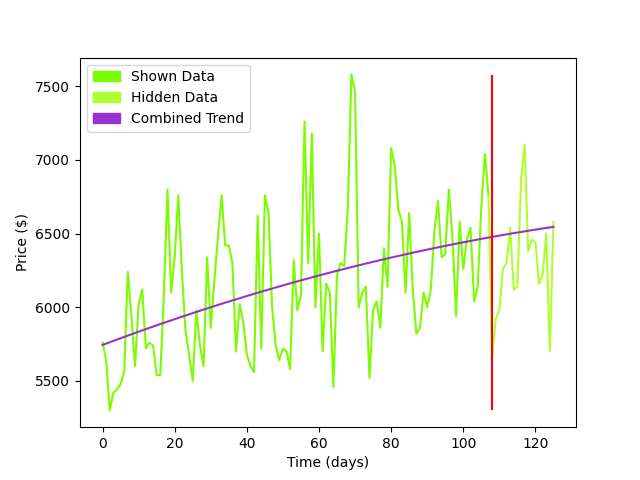 Shown Data
Hidden Data
Combined Trend
7500
7000
6500
6000
5500
Price ($)
0 20 40 60 80 100 120
Time (days)